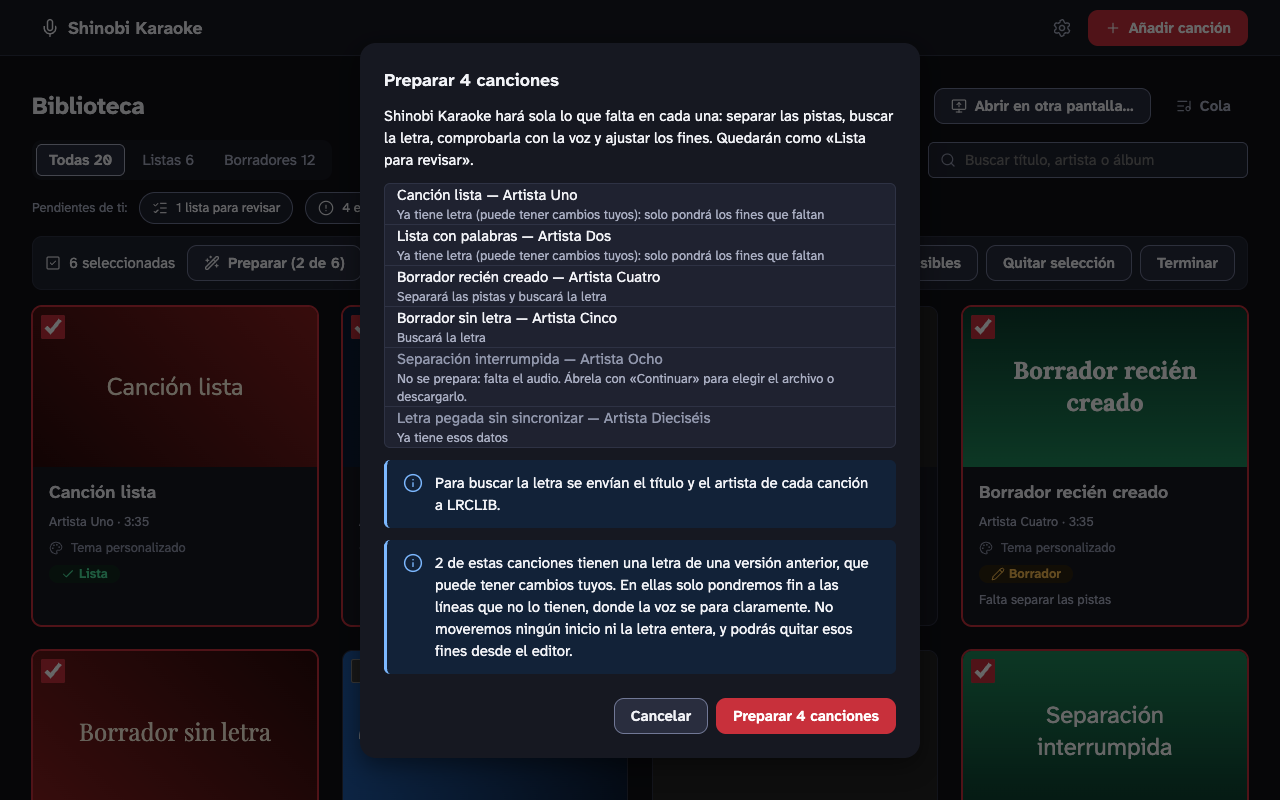 Shinobi Karaoke
Añadir canción
Biblioteca
Abrir en otra pantalla...
Cola
Todas 20
Listas 6
Borradores 12
Buscar título, artista o álbum
Pendientes de ti:
1 lista para revisar
4 e
6 seleccionadas
Preparar (2 de 6)
sibles
Quitar selección
Terminar
Preparar 4 canciones
Shinobi Karaoke hará sola lo que falta en cada una: separar las pistas, buscar
la letra, comprobarla con la voz y ajustar los fines. Quedarán como «Lista
para revisar».
Canción lista — Artista Uno
Ya tiene letra (puede tener cambios tuyos): solo pondrá los fines que faltan
Lista con palabras — Artista Dos
Ya tiene letra (puede tener cambios tuyos): solo pondrá los fines que faltan
Borrador recién creado — Artista Cuatro
Separará las pistas y buscará la letra
Borrador sin letra — Artista Cinco
Buscará la letra
Separación interrumpida — Artista Ocho
No se prepara: falta el audio. Ábrela con «Continuar» para elegir el archivo o
descargarlo.
Letra pegada sin sincronizar — Artista Dieciséis
Ya tiene esos datos
Para buscar la letra se envían el título y el artista de cada canción
a LRCLIB.
2 de estas canciones tienen una letra de una versión anterior, que
puede tener cambios tuyos. En ellas solo pondremos fin a las
líneas que no lo tienen, donde la voz se para claramente. No
moveremos ningún inicio ni la letra entera, y podrás quitar esos
fines desde el editor.
Cancelar
Preparar 4 canciones
Canción lista
Canción lista
Artista Uno · 3:35
Tema personalizado
Lista
Borrador recién
creado
Borrador recién creado
Artista Cuatro · 3:35
Tema personalizado
Borrador
Falta separar las pistas
Borrador sin letra
Separación
interrumpida